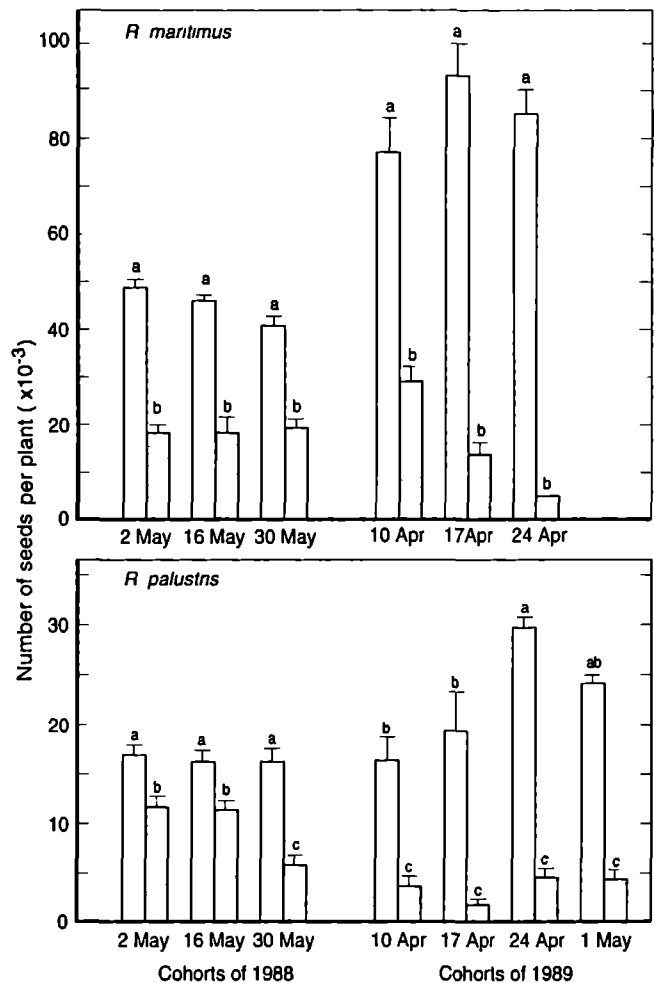 R maritimus
100
80
60
40
20
0
a
b
a
b
a
b
a
b
a
b
a
b
2 May 16 May 30 May 10 Apr 17Apr 24 Apr
Number of seeds per plant ( x10-3)
R palustris
30
20
10
0
a
b
a
b
a
c
b
c
b
c
a
c
ab
c
2 May 16 May 30 May 10 Apr 17 Apr 24 Apr 1 May
Cohorts of 1988 Cohorts of 1989